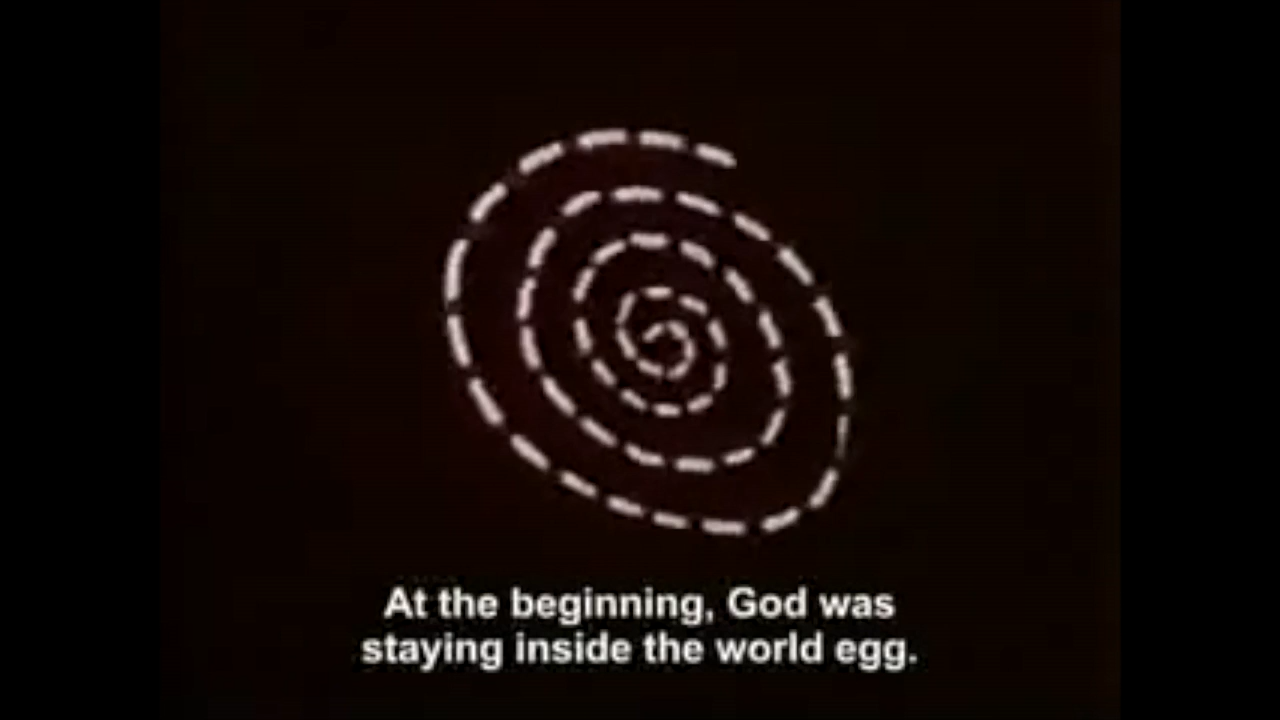 At the beginning, God was
staying inside the world egg.